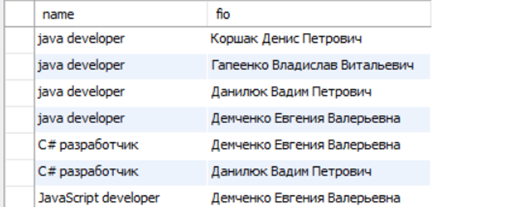 name fio
java developer Коршак Денис Петрович
java developer Гапеенко Владислав Витальевич
java developer Данилюк Вадим Петрович
java developer Демченко Евгения Валерьевна
C# разработчик Демченко Евгения Валерьевна
C# разработчик Данилюк Вадим Петрович
JavaScript developer Демченко Евгения Валерьевна